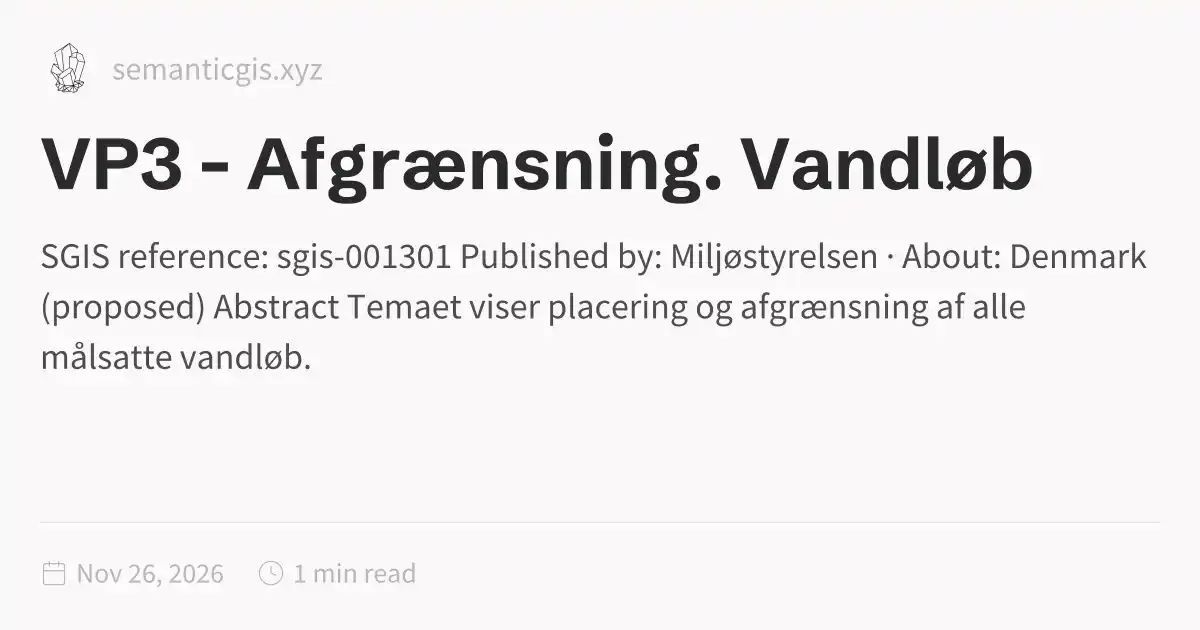 semanticgis.xyz
VP3 - Afgrænsning. Vandløb
SGIS reference: sgis-001301 Published by: Miljøstyrelsen · About: Denmark
(proposed) Abstract Temaet viser placering og afgrænsning af alle
målsatte vandløb.
Nov 26, 2026 1 min read